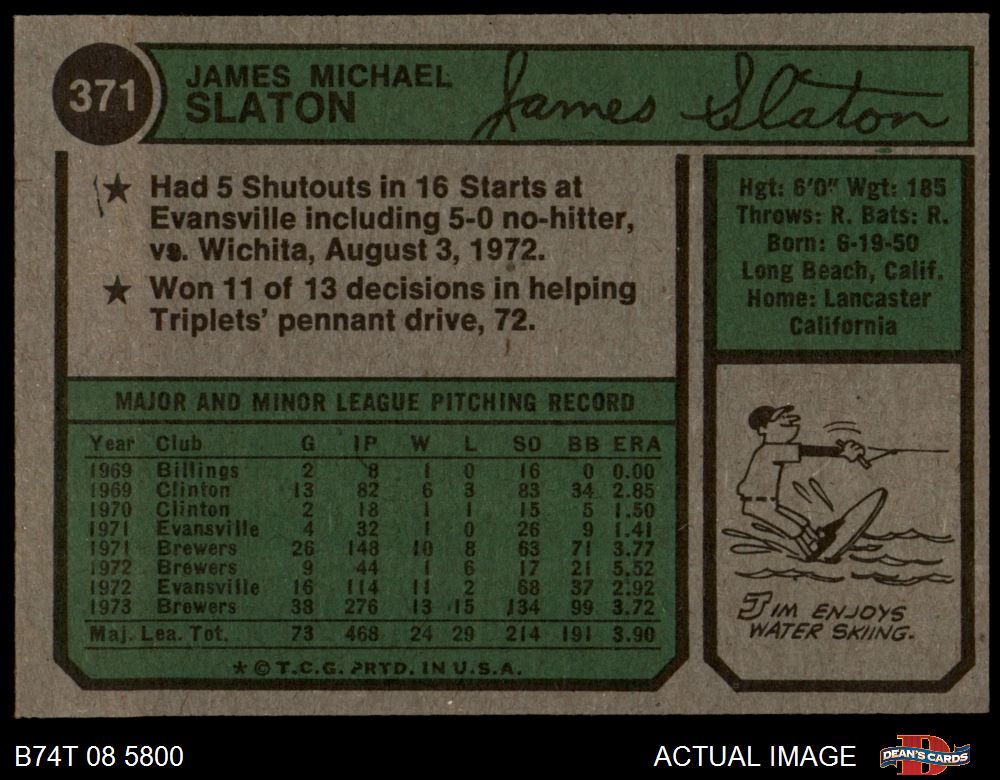 371
JAMES MICHAEL
SLATON
James Slaton
★ Had 5 Shutouts in 16 Starts at
Evansville including 5-0 no-hitter,
vs. Wichita, August 3, 1972.
★ Won 11 of 13 decisions in helping
Triplets' pennant drive, 72.
Hgt: 6'0" Wgt: 185
Throws: R. Bats: R.
Born: 6-19-50
Long Beach, Calif.
Home: Lancaster
California
MAJOR AND MINOR LEAGUE PITCHING RECORD
Year Club G IP W L SO BB ERA
1969 Billings 2 8 1 0 16 0 0.00
1969 Clinton 13 82 6 3 83 34 2.85
1970 Clinton 2 18 1 1 15 5 1.50
1971 Evansville 4 32 1 0 26 9 1.41
1971 Brewers 26 148 10 8 63 71 3.77
1972 Brewers 9 44 1 6 17 21 5.52
1972 Evansville 16 114 11 2 68 37 2.92
1973 Brewers 38 276 13 15 134 99 3.72
Maj. Lea. Tot. 73 468 24 29 214 191 3.90
* © T.C.G. PRTD. IN U.S.A.
JIM ENJOYS
WATER SKIING.
B74T 08 5800
ACTUAL IMAGE
DEAN'S CARDS